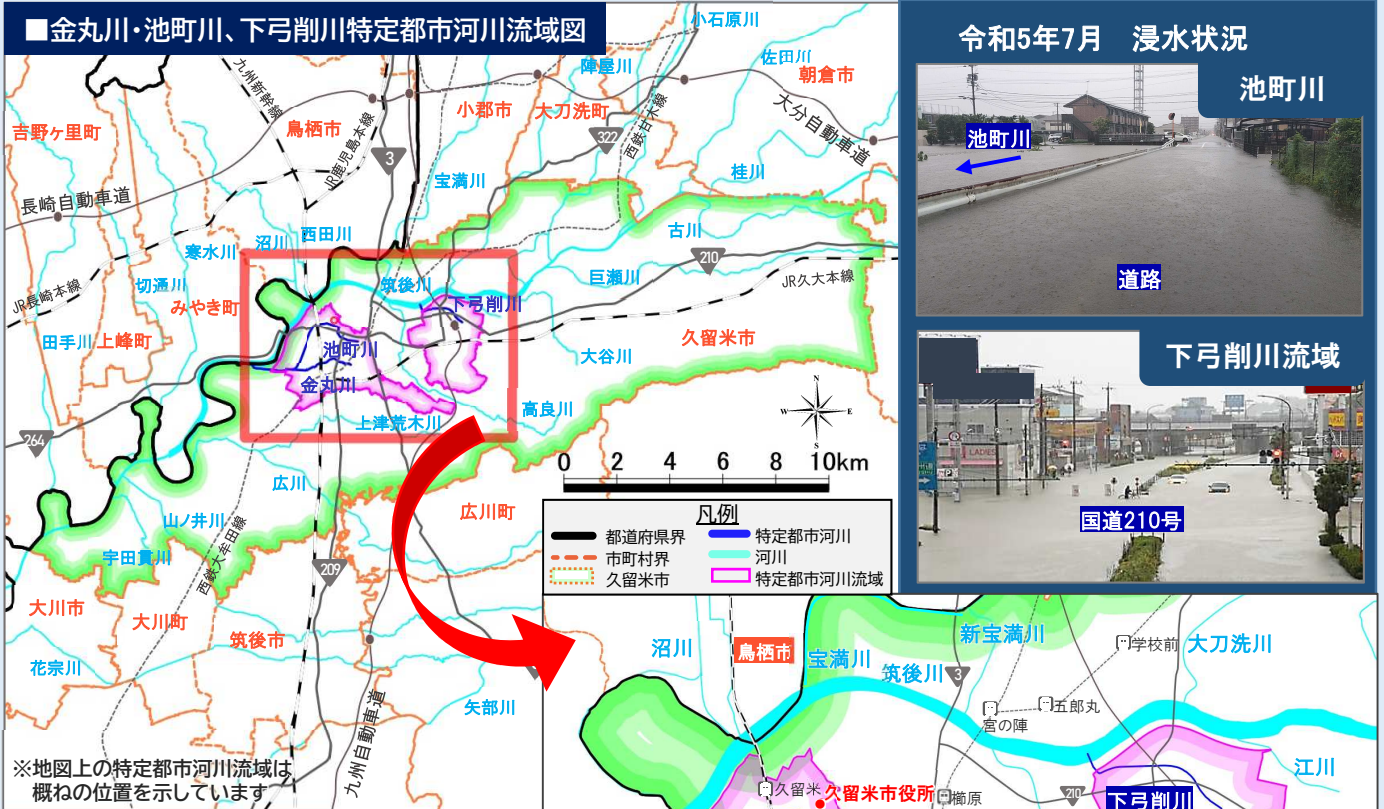 ■金丸川・池町川、下弓削川特定都市河川流域図
小石原川
佐田川
陣屋川
朝倉市
九州新幹線
小郡市
大刀洗町
大分自動車道
吉野ヶ里町
鳥栖市
JR鹿児島本線
3
322
西鉄甘木線
宝満川
桂川
長崎自動車道
寒水川
沼川
西田川
古川
210
切通川
筑後川
巨瀬川
JR久大本線
JR長崎本線
みやき町
下弓削川
田手川
上峰町
池町川
久留米市
大谷川
金丸川
高良川
上津荒木川
264
N
W
E
S
0 2 4 6 8 10km
広川
広川町
山ノ井川
宇田貫川
西鉄大牟田線
209
大川市
大川町
筑後市
花宗川
矢部川
九州自動車道
※地図上の特定都市河川流域は
概ねの位置を示しています
凡例
都道府県界
特定都市河川
市町村界
河川
久留米市
特定都市河川流域
令和5年7月 浸水状況
池町川
池町川
道路
下弓削川流域
LADIES
国道210号
沼川
鳥栖市
宝満川
新宝満川
筑後川
3
学校前
大刀洗川
五郎丸
宮の陣
江川
久留米
久留米市役所
櫛原
210
下弓削川